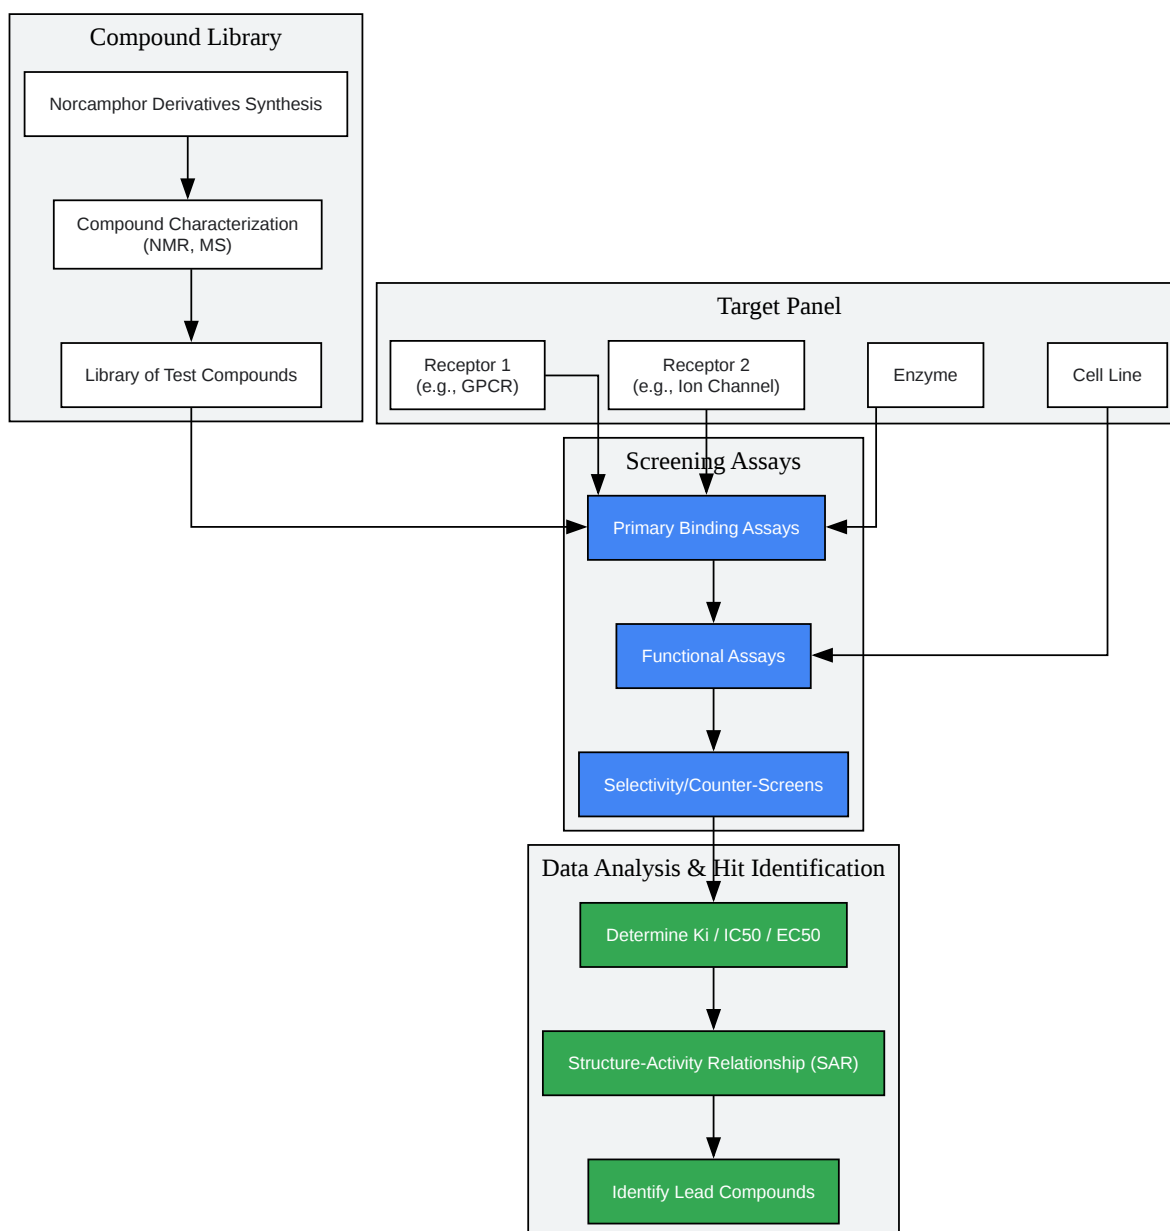 Compound Library
Norcamphor Derivatives Synthesis
Compound Characterization
(NMR, MS)
Library of Test Compounds
Target Panel
Receptor 1
(e.g., GPCR)
Receptor 2
(e.g., Ion Channel)
Enzyme
Cell Line
Screening Assays
Primary Binding Assays
Functional Assays
Selectivity/Counter-Screens
Data Analysis & Hit Identification
Determine Ki / IC50 / EC50
Structure-Activity Relationship (SAR)
Identify Lead Compounds